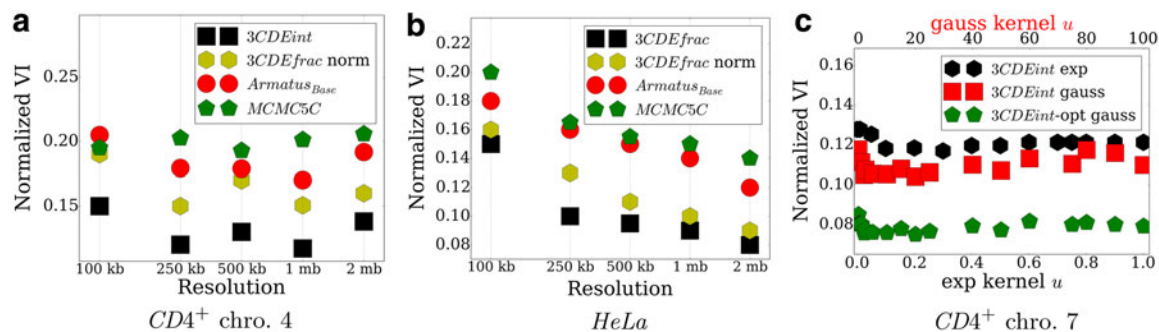 a
3CDEint
3CDEfrac norm
Armatus Base
MCMC5C
0.25
0.20
0.15
Normalized VI
100 kb 250 kb 500 kb 1 mb 2 mb
Resolution
CD4+ chro. 4
b
3CDEfrac
3CDEfrac norm
Armatus Base
MCMC5C
0.22
0.20
0.18
0.16
0.14
0.12
0.10
0.08
Normalized VI
100 kb 250 kb 500 kb 1 mb 2 mb
Resolution
HeLa
c
gauss kernel u
0 20 40 60 80 100
3CDEint exp
3CDEint gauss
3CDEint-opt gauss
0.16
0.14
0.12
0.10
0.08
Normalized VI
0.0 0.2 0.4 0.6 0.8 1.0
exp kernel u
CD4+ chro. 7